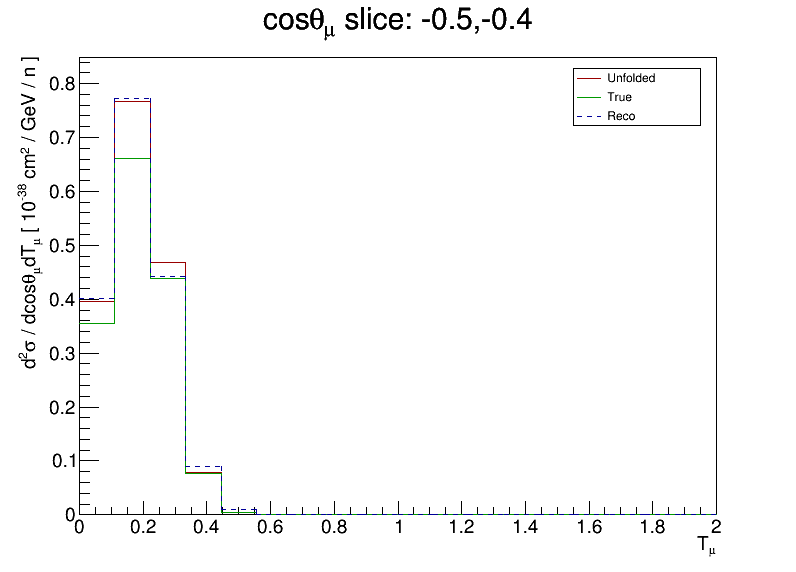 cosθμ slice: -0.5,-0.4
d²σ / dcosθμdTμ [ 10⁻³⁸ cm² / GeV / n ]
0.8
0.7
0.6
0.5
0.4
0.3
0.2
0.1
0
Unfolded
True
Reco
0 0.2 0.4 0.6 0.8 1 1.2 1.4 1.6 1.8 2
Tμ